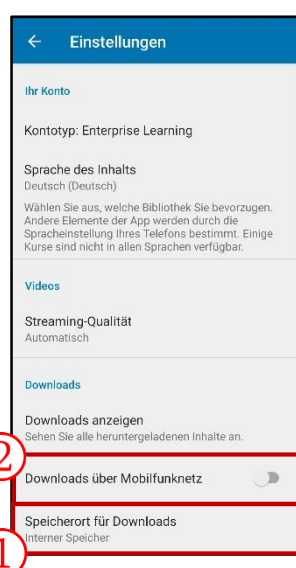 Einstellungen
Ihr Konto
Kontotyp: Enterprise Learning
Sprache des Inhalts
Deutsch (Deutsch)
Wählen Sie aus, welche Bibliothek Sie bevorzugen.
Andere Elemente der App werden durch die
Spracheinstellung Ihres Telefons bestimmt. Einige
Kurse sind nicht in allen Sprachen verfügbar.
Videos
Streaming-Qualität
Automatisch
Downloads
Downloads anzeigen
Sehen Sie alle heruntergeladenen Inhalte an.
2
Downloads über Mobilfunknetz
Speicherort für Downloads
Interner Speicher
1